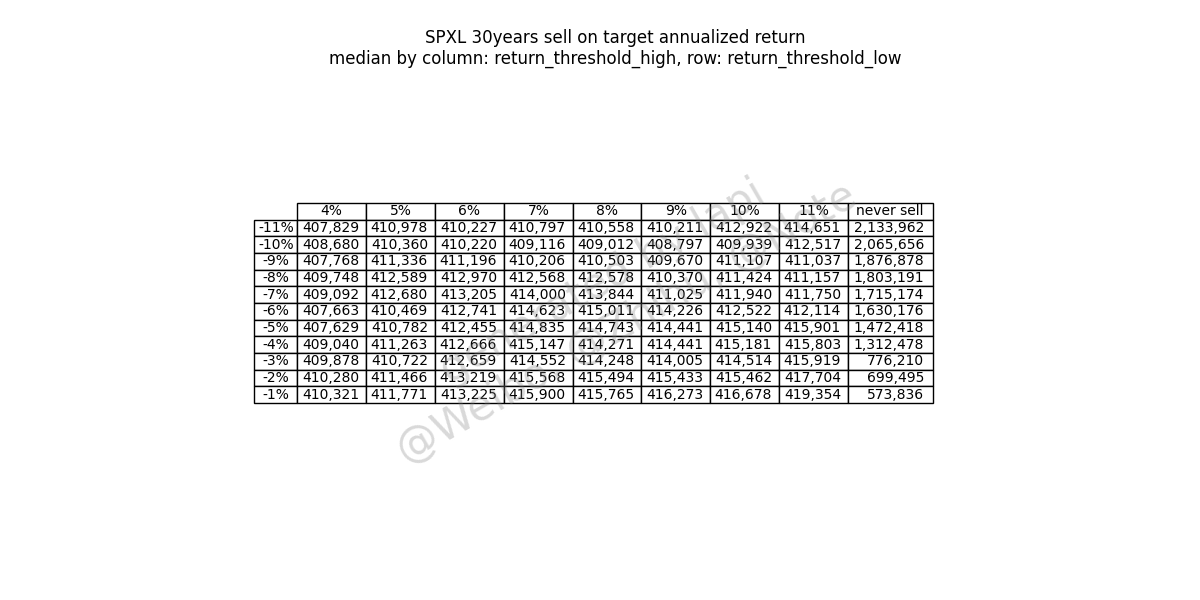 SPXL 30years sell on target annualized return
median by column: return_threshold_high, row: return_threshold_low
4% 5% 6% 7% 8% 9% 10% 11% never sell
-11% 407,829 410,978 410,227 410,797 410,558 410,211 412,922 414,651 2,133,962
-10% 408,680 410,360 410,220 409,116 409,012 408,797 409,939 412,517 2,065,656
-9% 407,768 411,336 411,196 410,206 410,503 409,670 411,107 411,037 1,876,878
-8% 409,748 412,589 412,970 412,568 412,578 410,370 411,424 411,157 1,803,191
-7% 409,092 412,680 413,205 414,000 413,844 411,025 411,940 411,750 1,715,174
-6% 407,663 410,469 412,741 414,623 415,011 414,226 412,522 412,114 1,630,176
-5% 407,629 410,782 412,455 414,835 414,743 414,441 415,140 415,901 1,472,418
-4% 409,040 411,263 412,666 415,147 414,271 414,441 415,181 415,803 1,312,478
-3% 409,878 410,722 412,659 414,552 414,248 414,005 414,514 415,919 776,210
-2% 410,280 411,466 413,219 415,568 415,494 415,433 415,462 417,704 699,495
-1% 410,321 411,771 413,225 415,900 415,765 416,273 416,678 419,354 573,836